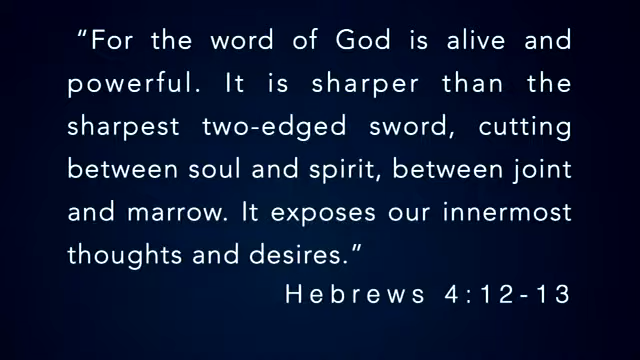 “For the word of God is alive and
powerful. It is sharper than the
sharpest two-edged sword, cutting
between soul and spirit, between joint
and marrow. It exposes our innermost
thoughts and desires.”
Hebrews 4:12-13